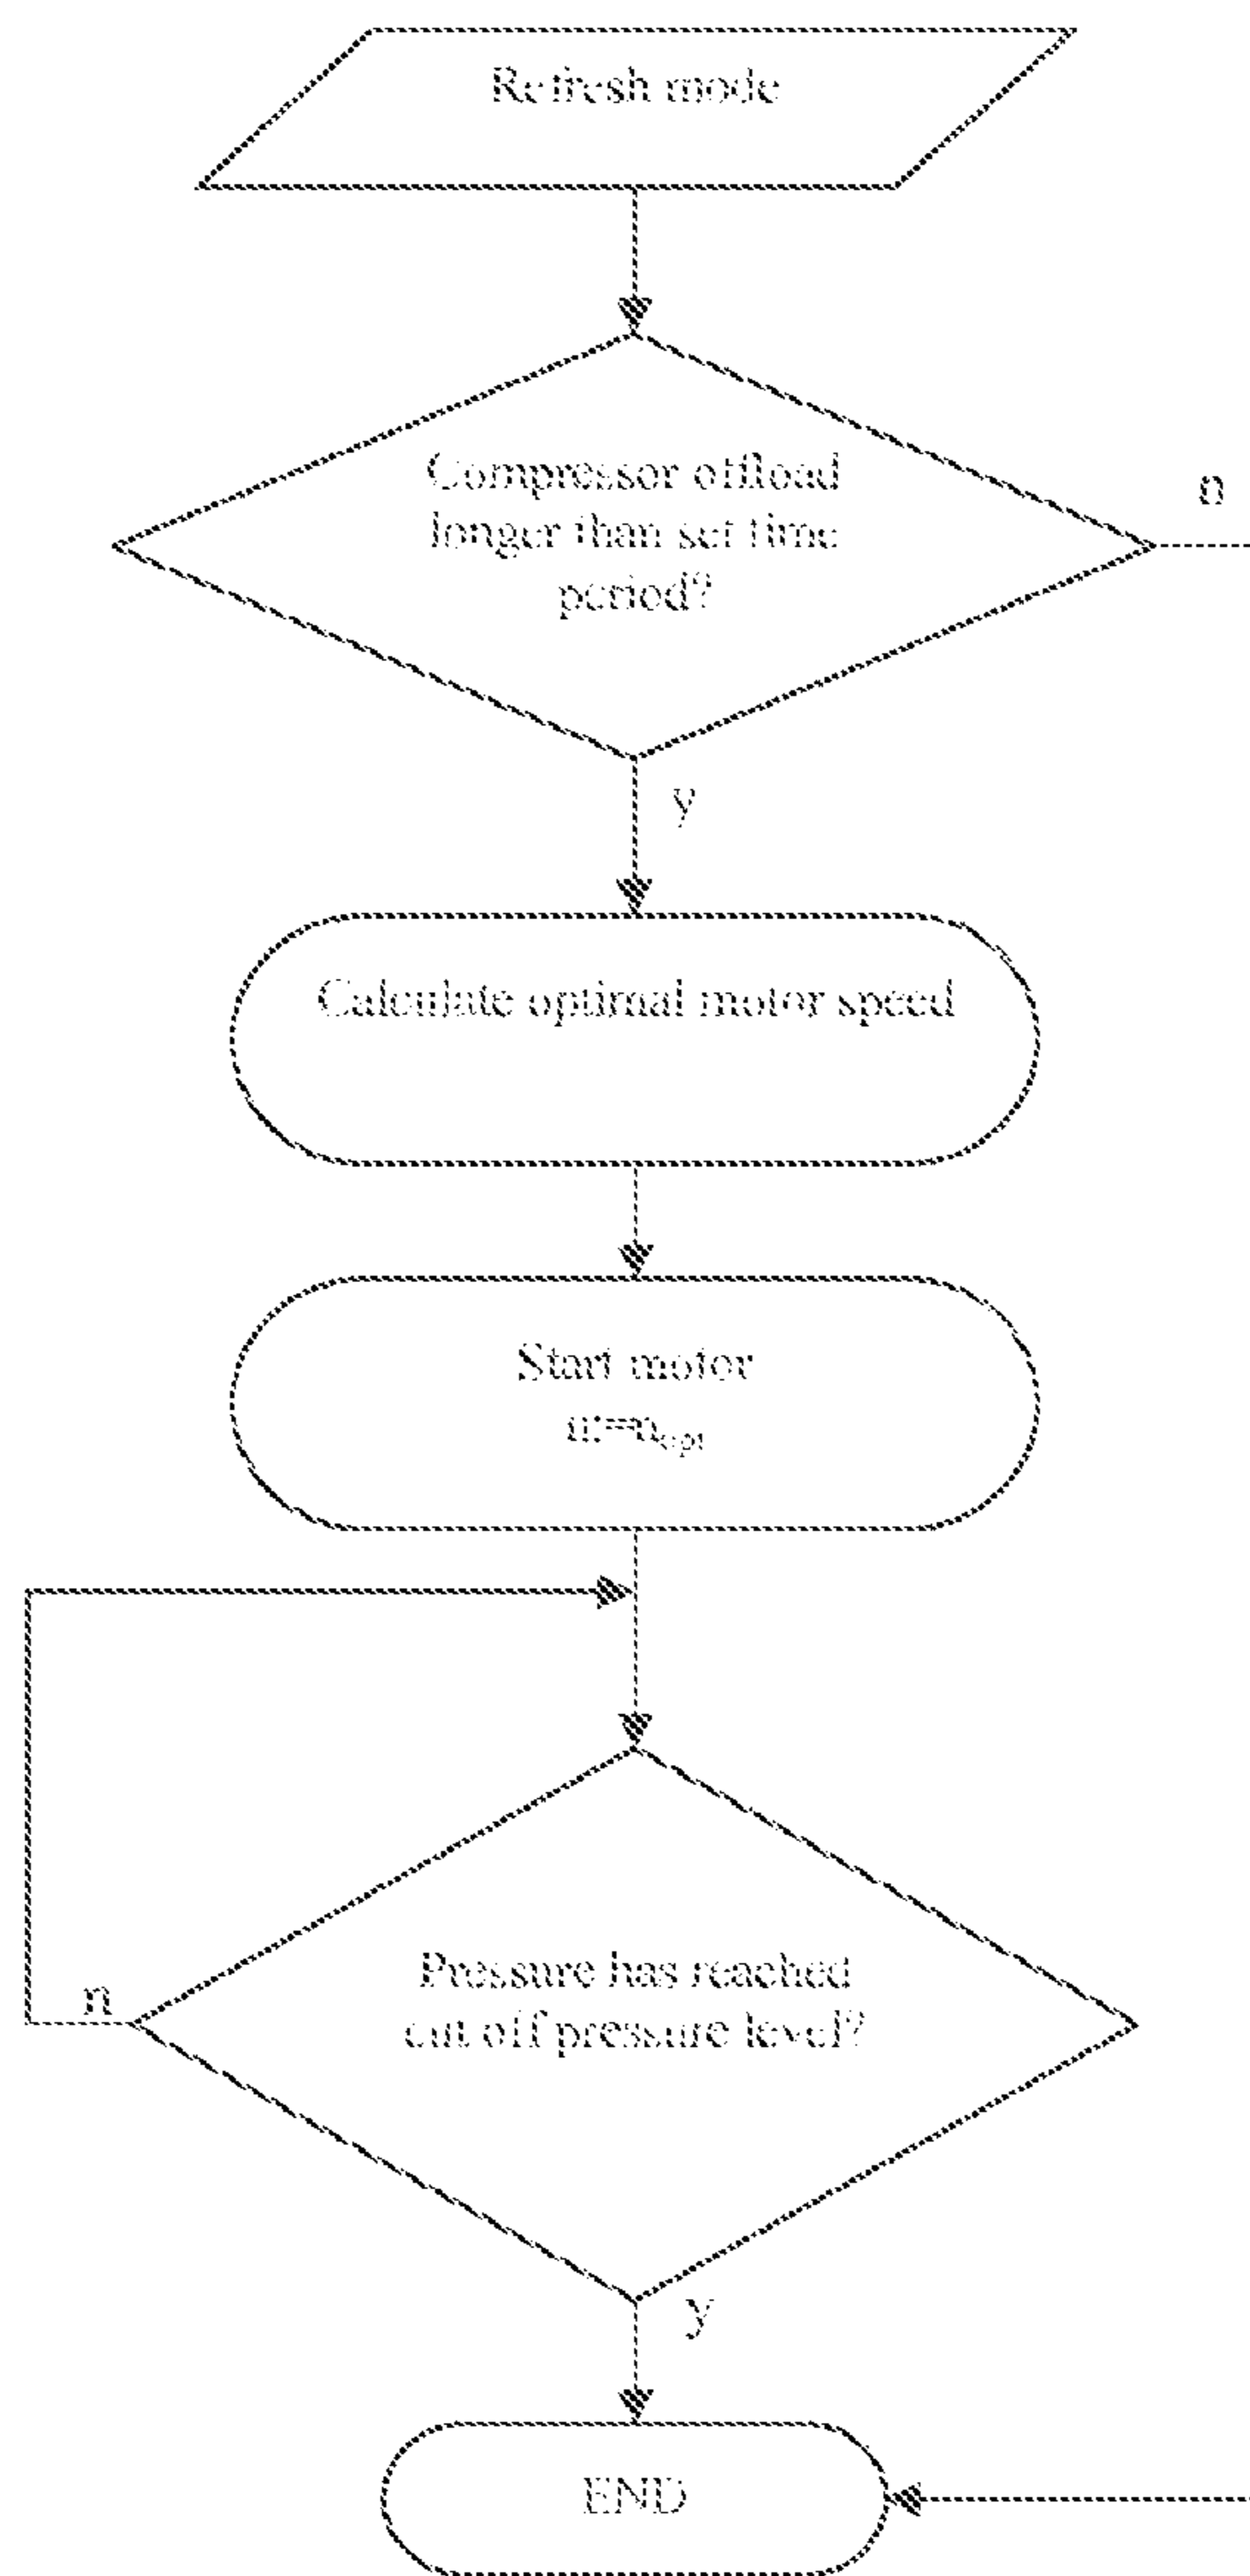 Refresh mode
Compressor offload
longer than set time
period?
n
y
Calculate optimal motor speed
Start motor
n:=nopt
Pressure has reached
cut off pressure level?
n
y
END